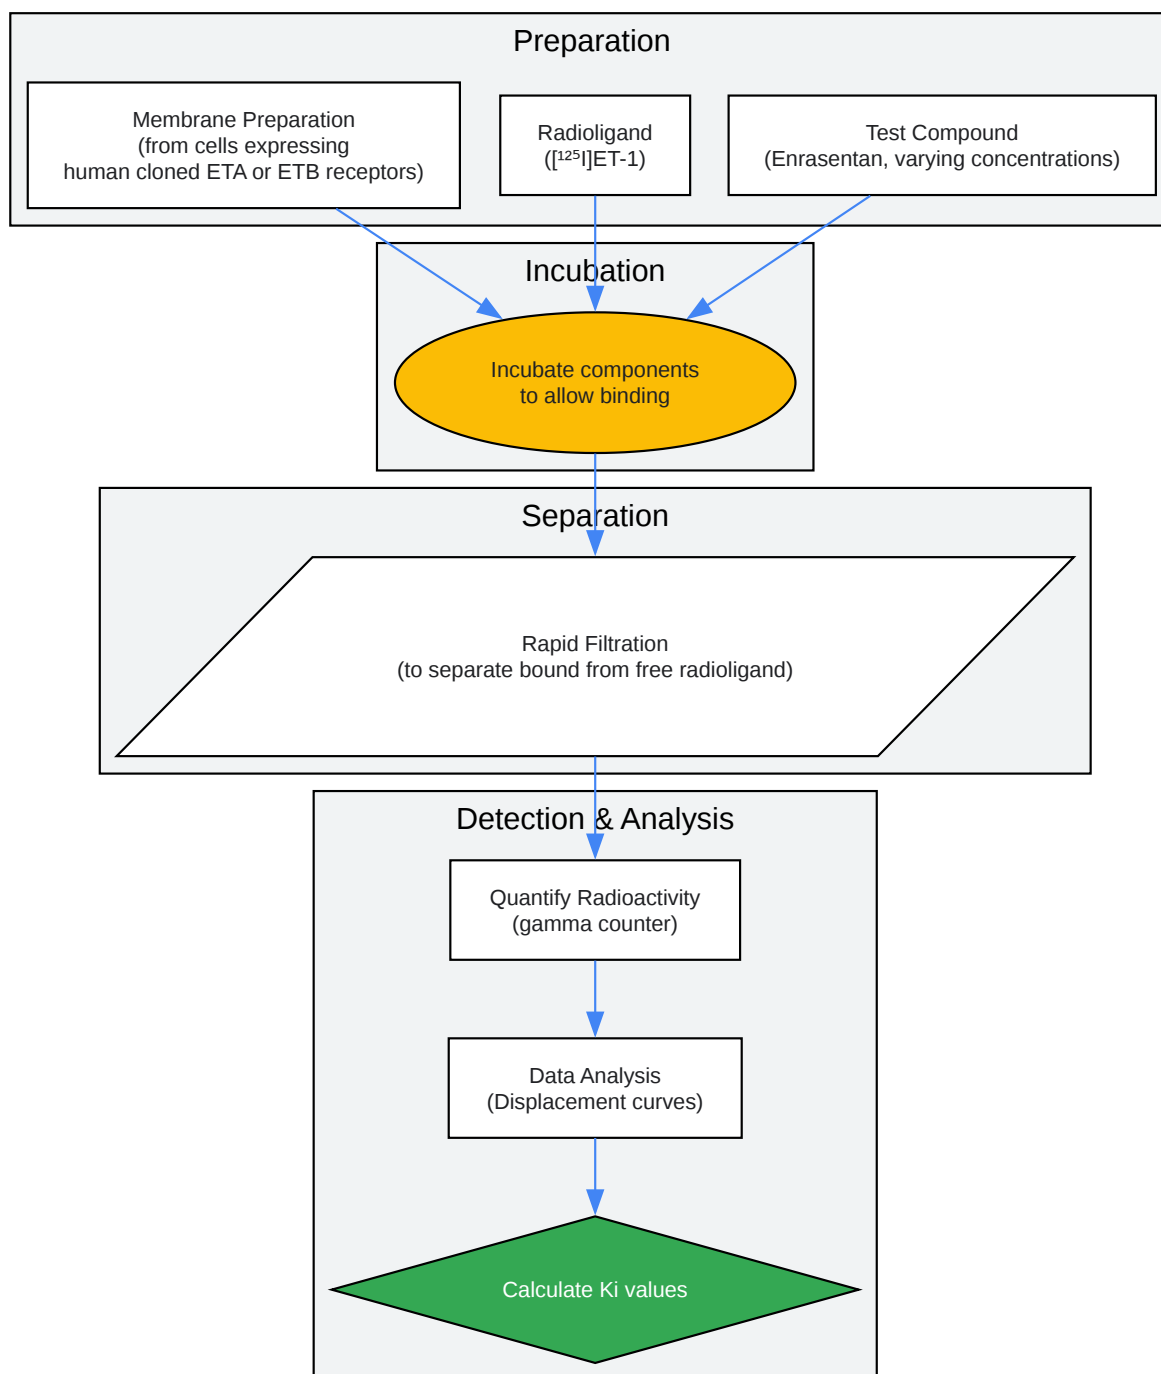 Preparation
Membrane Preparation
(from cells expressing
human cloned ETA or ETB receptors)
Radioligand
([¹²⁵I]ET-1)
Test Compound
(Enrasentan, varying concentrations)
Incubation
Incubate components
to allow binding
Separation
Rapid Filtration
(to separate bound from free radioligand)
Detection & Analysis
Quantify Radioactivity
(gamma counter)
Data Analysis
(Displacement curves)
Calculate Ki values